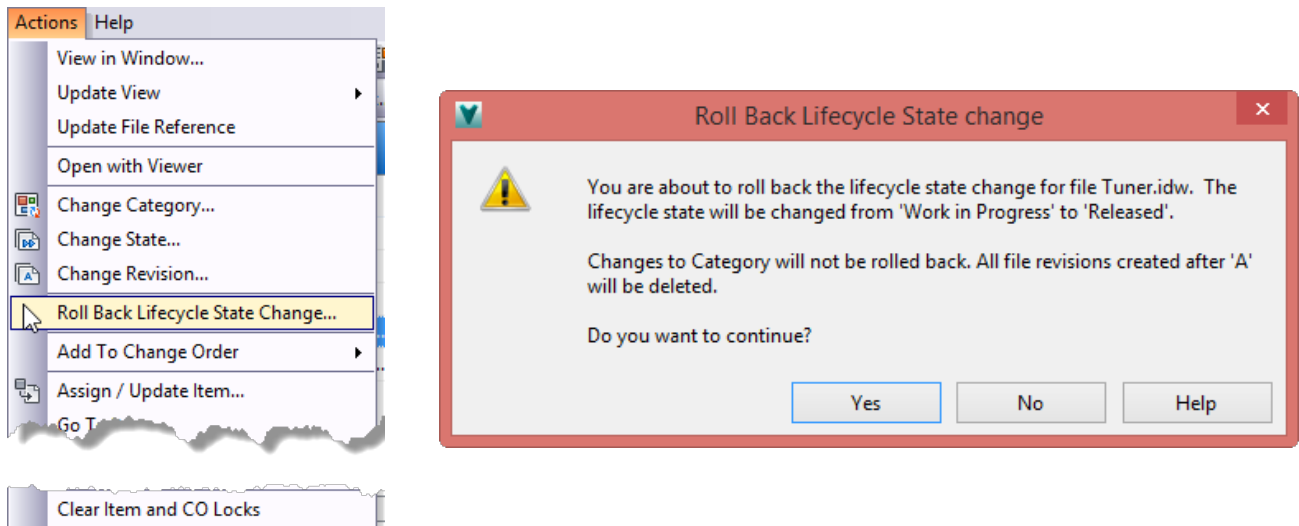 Actions Help
View in Window...
Update View
Update File Reference
Open with Viewer
Change Category...
Change State...
Change Revision...
Roll Back Lifecycle State Change...
Add To Change Order
Assign / Update Item...
Go T
Clear Item and CO Locks
Roll Back Lifecycle State change
You are about to roll back the lifecycle state change for file Tuner.idw. The
lifecycle state will be changed from 'Work in Progress' to 'Released'.
Changes to Category will not be rolled back. All file revisions created after 'A'
will be deleted.
Do you want to continue?
Yes No Help